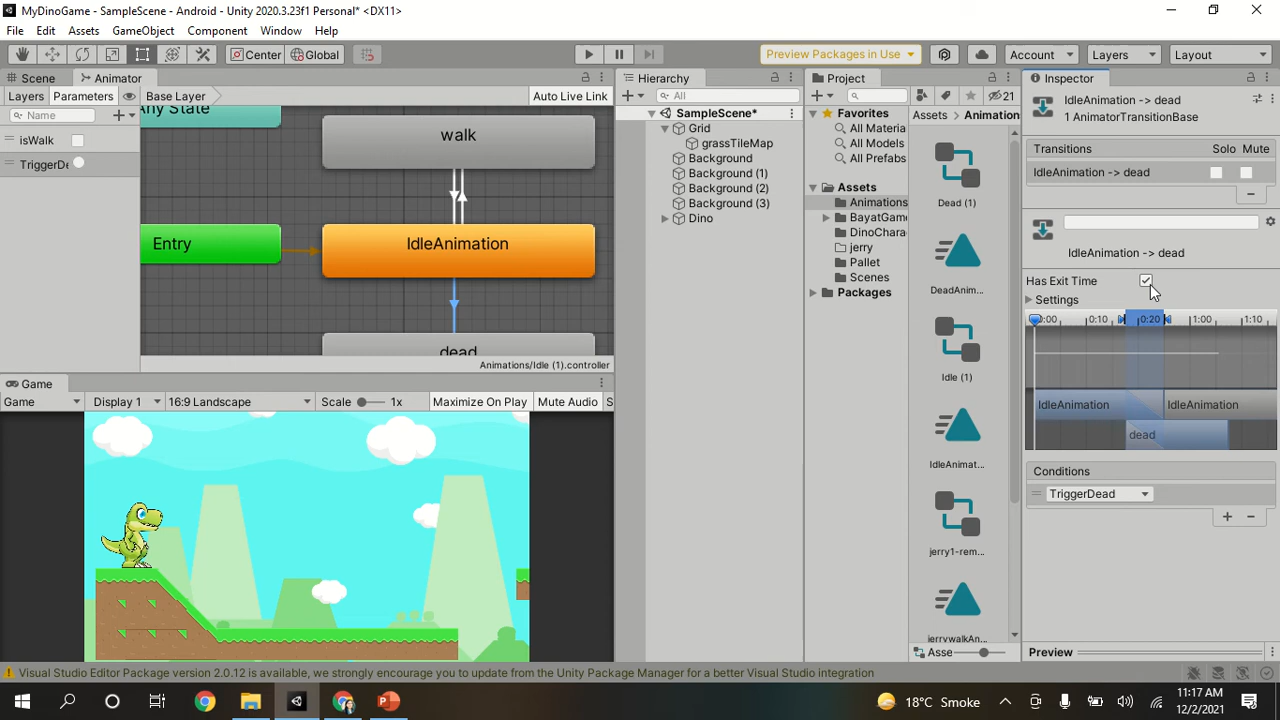 MyDinoGame - SampleScene - Android - Unity 2020.3.23f1 Personal* <DX11>
File Edit Assets GameObject Component Window Help
Center Global Preview Packages in Use Account Layers Layout
Scene Animator
Layers Parameters Base Layer Auto Live Link
Name
isWalk
TriggerDe
Any State
walk
Entry
IdleAnimation
dead
Animations/Idle (1).controller
Game
Game Display 1 16:9 Landscape Scale 1x Maximize On Play Mute Audio S
Hierarchy
All
SampleScene*
Grid
grassTileMap
Background
Background (1)
Background (2)
Background (3)
Dino
Project
21
Favorites
All Materia
All Models
All Prefabs
Assets
Animations
BayatGam
DinoChara
jerry
Pallet
Scenes
Packages
Assets Animation
Dead (1)
DeadAnim...
Idle (1)
IdleAnimat...
jerry1-rem...
jerrywalkAn
Asse
Inspector
IdleAnimation -> dead
1 AnimatorTransitionBase
Transitions Solo Mute
IdleAnimation -> dead
IdleAnimation -> dead
Has Exit Time
Settings
0:00 0:10 0:20 1:00 1:10
IdleAnimation IdleAnimation
dead
Conditions
TriggerDead
Preview
Visual Studio Editor Package version 2.0.12 is available, we strongly encourage you to update from the Unity Package Manager for a better Visual Studio integration
18°C Smoke
11:17 AM
12/2/2021